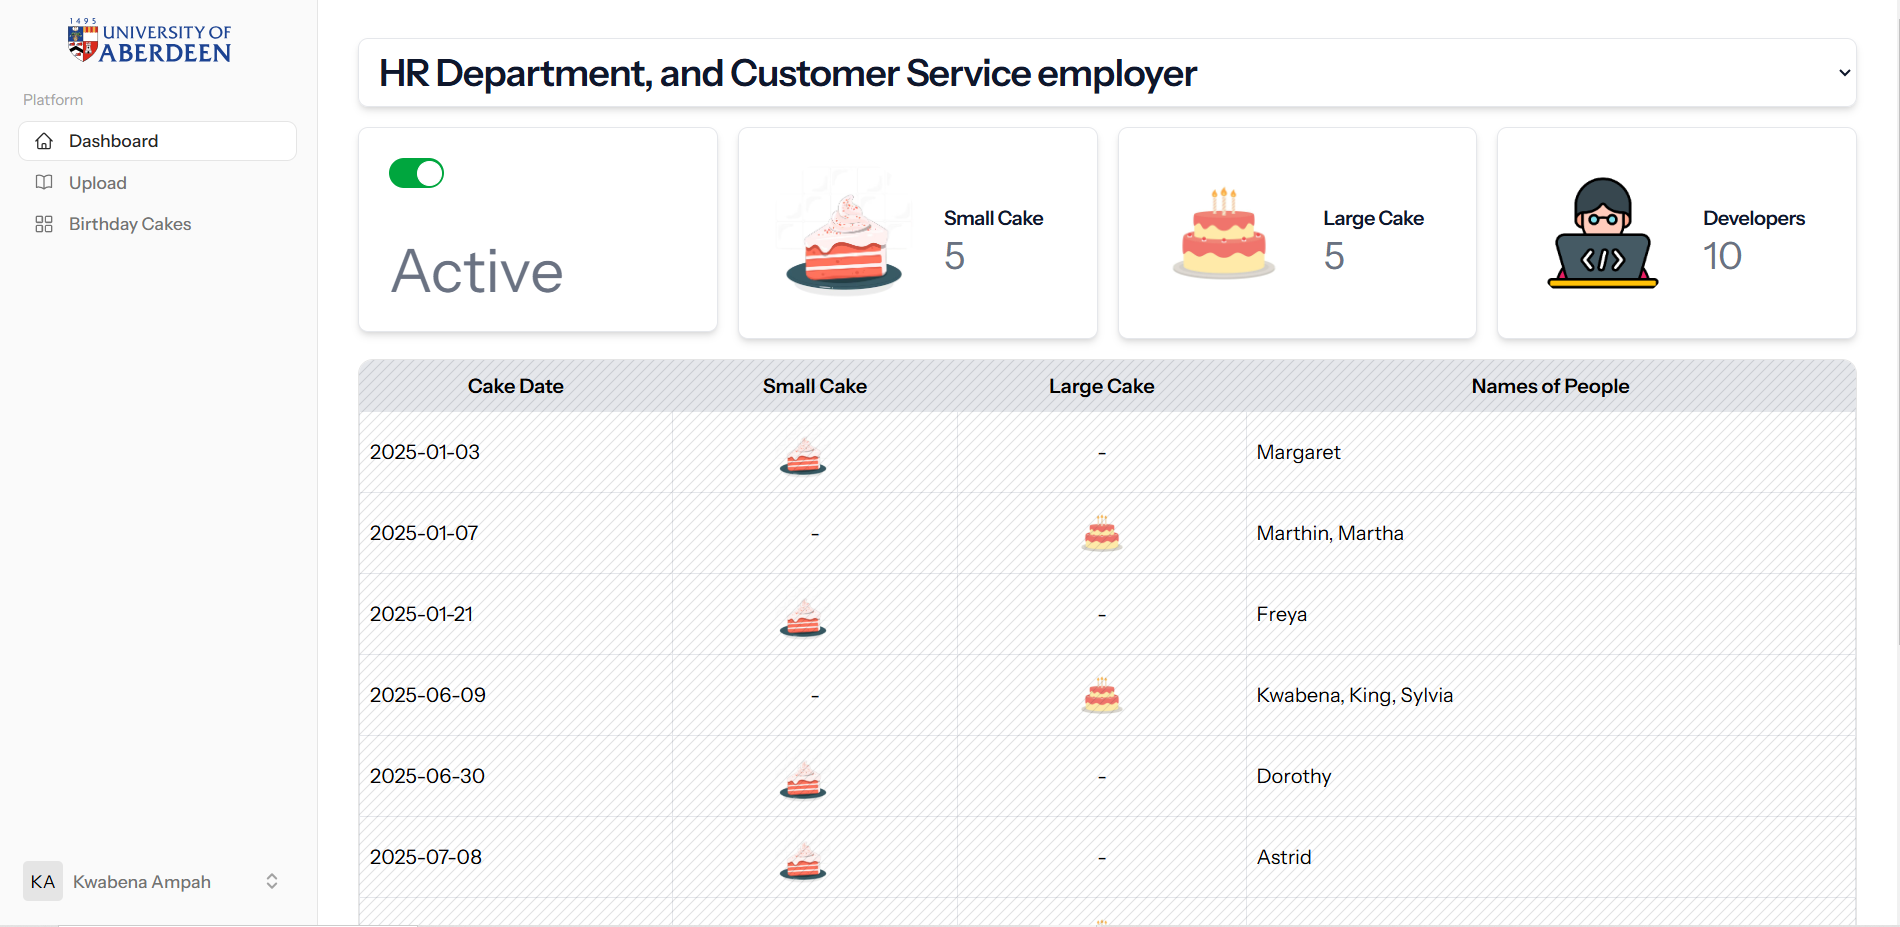 1495
UNIVERSITY OF
ABERDEEN
Platform
Dashboard
Upload
Birthday Cakes
KA Kwabena Ampah
HR Department, and Customer Service employer
Active
Small Cake
5
Large Cake
5
Developers
10
</>
Cake Date Small Cake Large Cake Names of People
2025-01-03 - Margaret
2025-01-07 - Marthin, Martha
2025-01-21 - Freya
2025-06-09 - Kwabena, King, Sylvia
2025-06-30 - Dorothy
2025-07-08 - Astrid